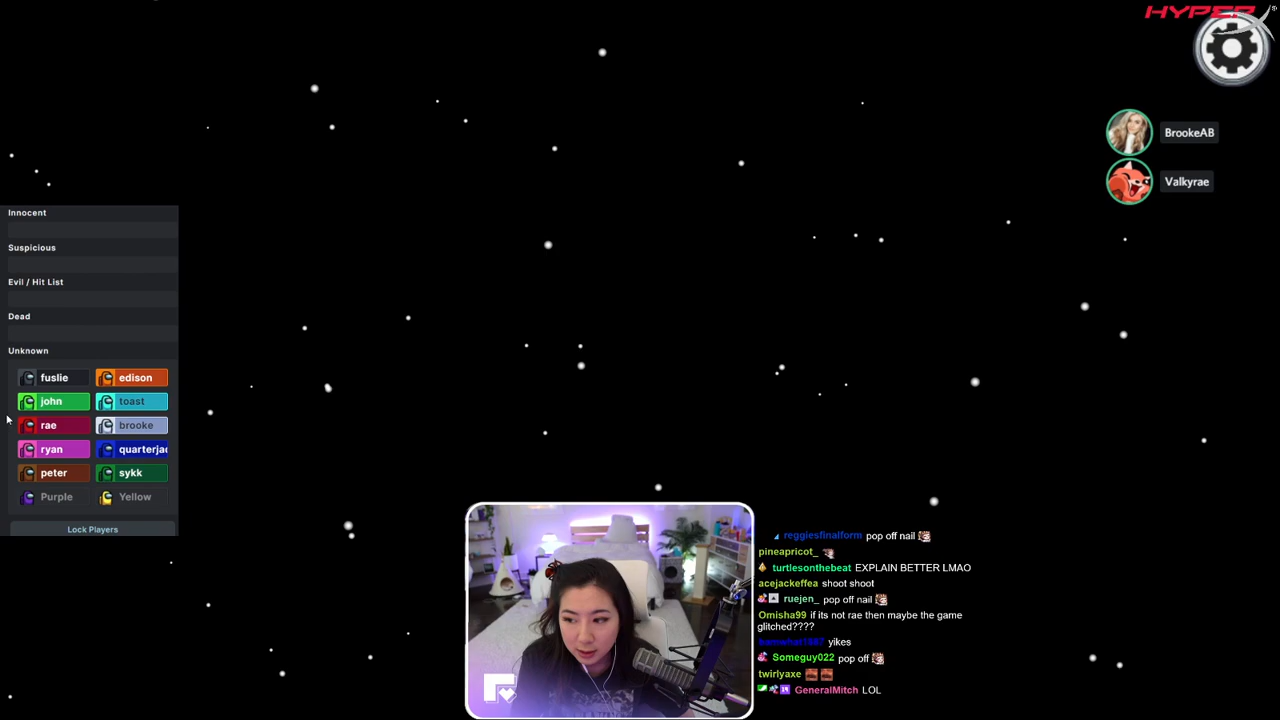 HYPERX
BrookeAB
Valkyrae
Innocent
Suspicious
Evil / Hit List
Dead
Unknown
fuslie
edison
john
toast
rae
brooke
ryan
quarterjac
peter
sykk
Purple
Yellow
Lock Players
reggiesfinalform pop off nail
pineapricot_
turtlesonthebeat EXPLAIN BETTER LMAO
acejackeffea shoot shoot
ruejen_ pop off nail
Omisha99 if its not rae then maybe the game
glitched????
yikes
Someguy022 pop off
twirlyaxe
GeneralMitch LOL